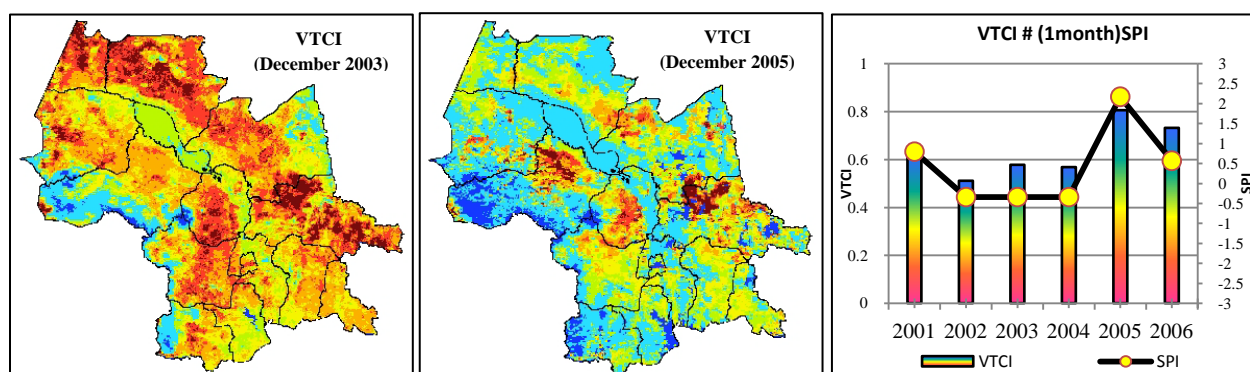 VTCI
(December 2003)
VTCI
(December 2005)
VTCI # (1month)SPI
1
0.8
0.6
0.4
0.2
0
VTCI
3
2.5
2
1.5
1
0.5
0
-0.5
-1
-1.5
-2
-2.5
-3
SPI
2001 2002 2003 2004 2005 2006
VTCI SPI